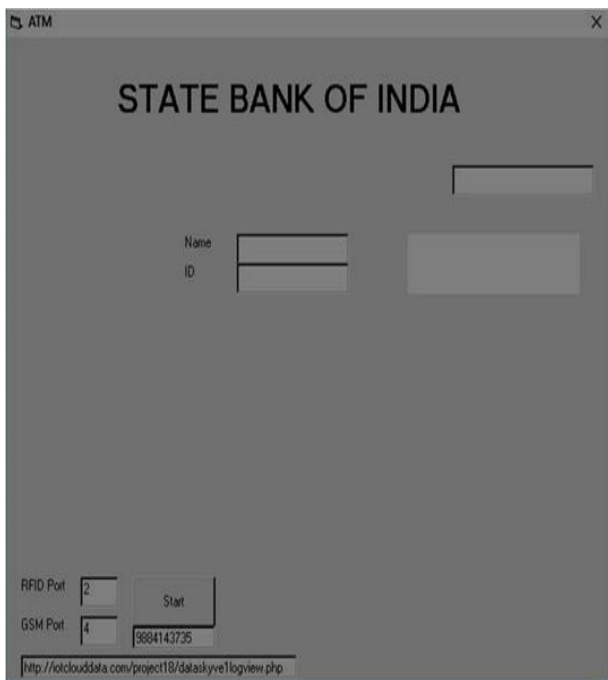 ATM X
STATE BANK OF INDIA
Name
ID
RFID Port 2
Start
GSM Port 4
9884143735
http://iotclouddata.com/project18/dataskyve1logview.php